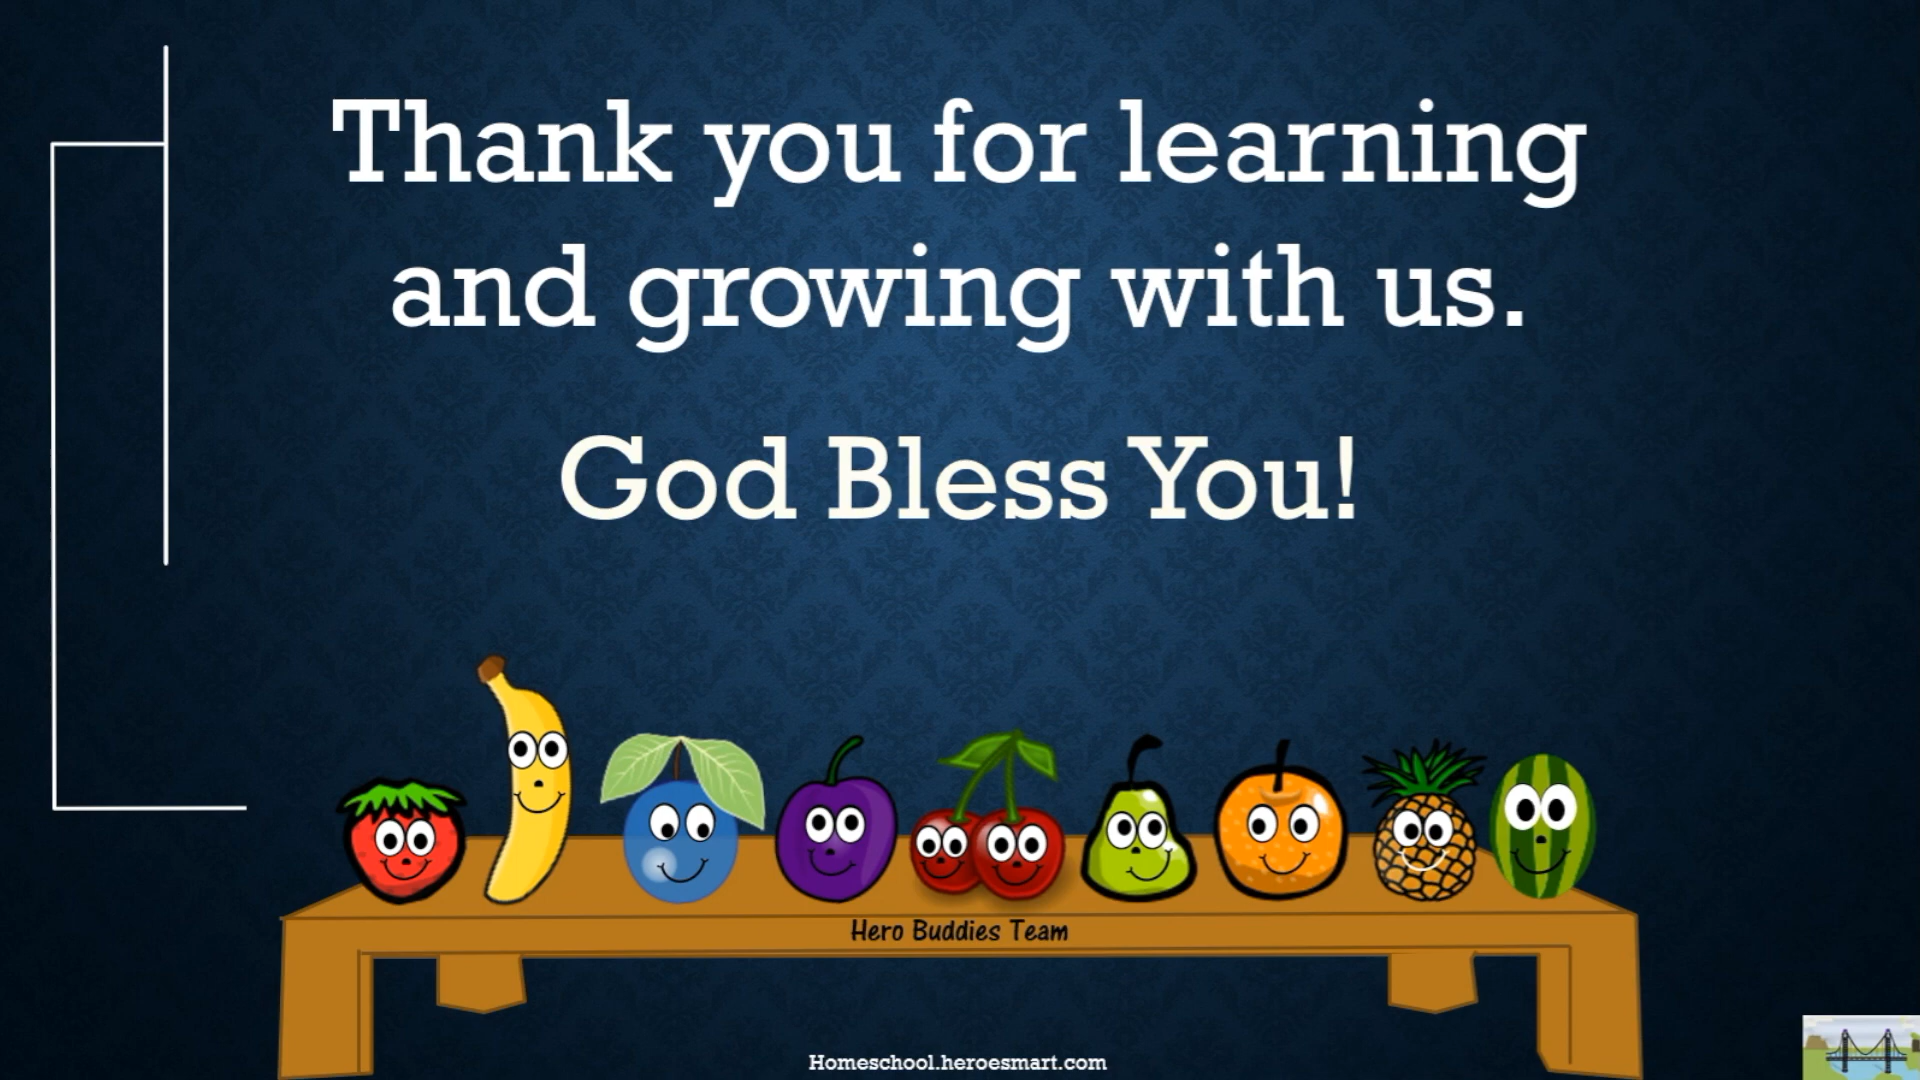 Thank you for learning
and growing with us.
God Bless You!
Hero Buddies Team
Homeschool.heroesmart.com